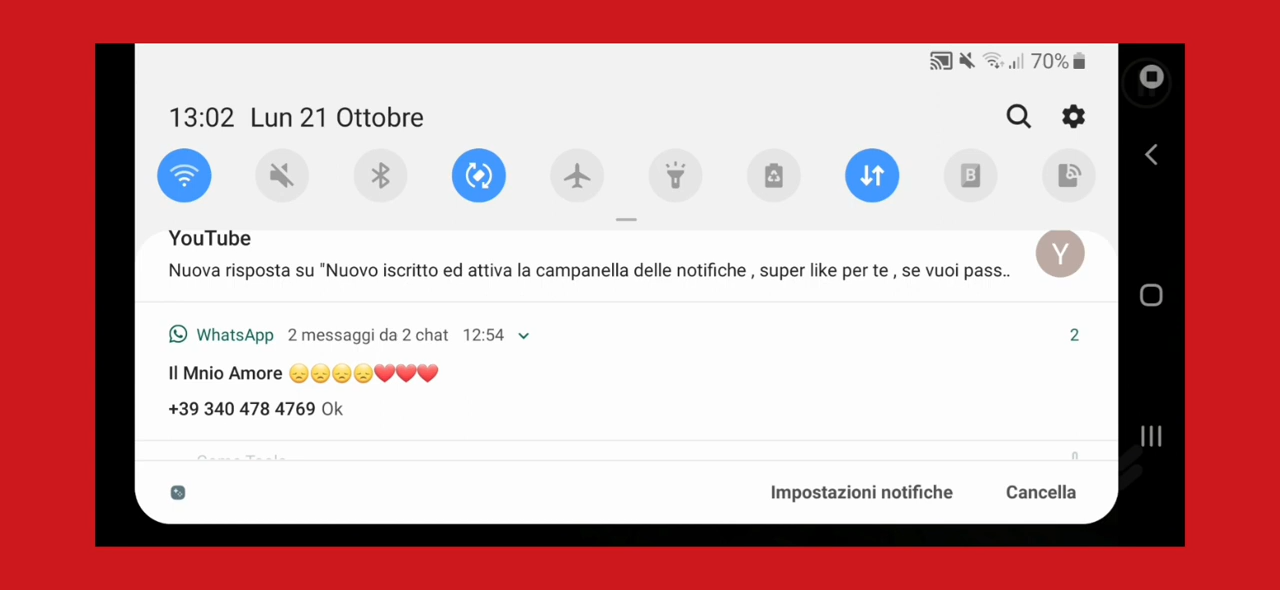 70%
13:02 Lun 21 Ottobre
B
YouTube
Y
Nuova risposta su "Nuovo iscritto ed attiva la campanella delle notifiche , super like per te , se vuoi pass..
WhatsApp 2 messaggi da 2 chat 12:54 2
Il Mnio Amore 😞😞😞😞❤️❤️❤️
+39 340 478 4769 Ok
Impostazioni notifiche Cancella